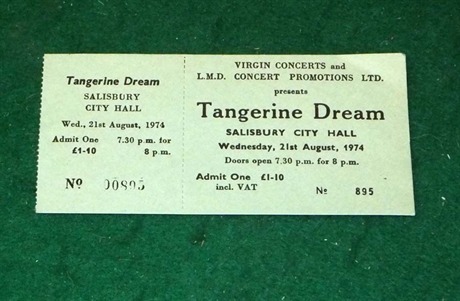 Tangerine Dream
SALISBURY
CITY HALL
Wed., 21st August, 1974
Admit One 7.30 p.m. for
£1-10 8 p.m.
No 00895
VIRGIN CONCERTS and
L.M.D. CONCERT PROMOTIONS LTD.
presents
Tangerine Dream
SALISBURY CITY HALL
Wednesday, 21st August, 1974
Doors open 7.30 p.m. for 8 p.m.
Admit One £1-10
incl. VAT No 895